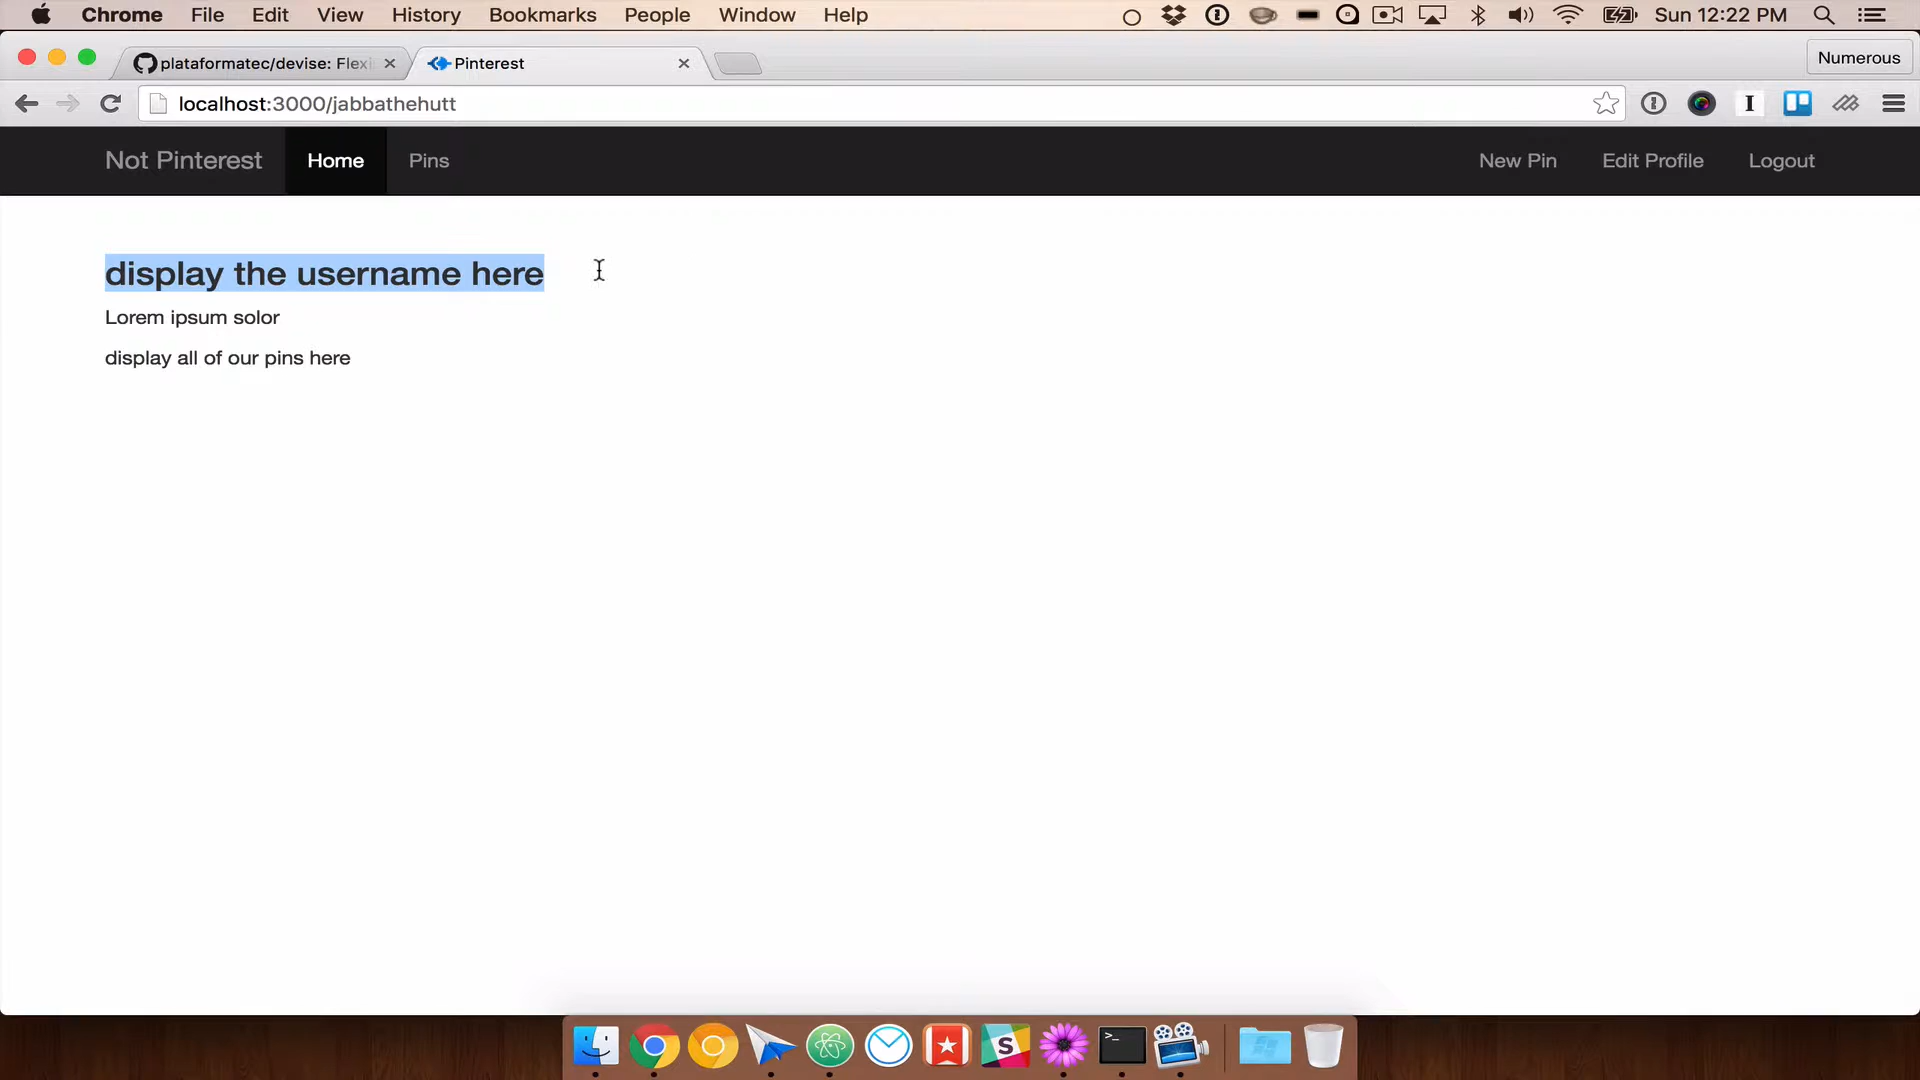 Chrome File Edit View History Bookmarks People Window Help Sun 12:22 PM
plataformatec/devise: Flexi Pinterest Numerous
localhost:3000/jabbathehutt
Not Pinterest Home Pins New Pin Edit Profile Logout
display the username here
Lorem ipsum solor
display all of our pins here